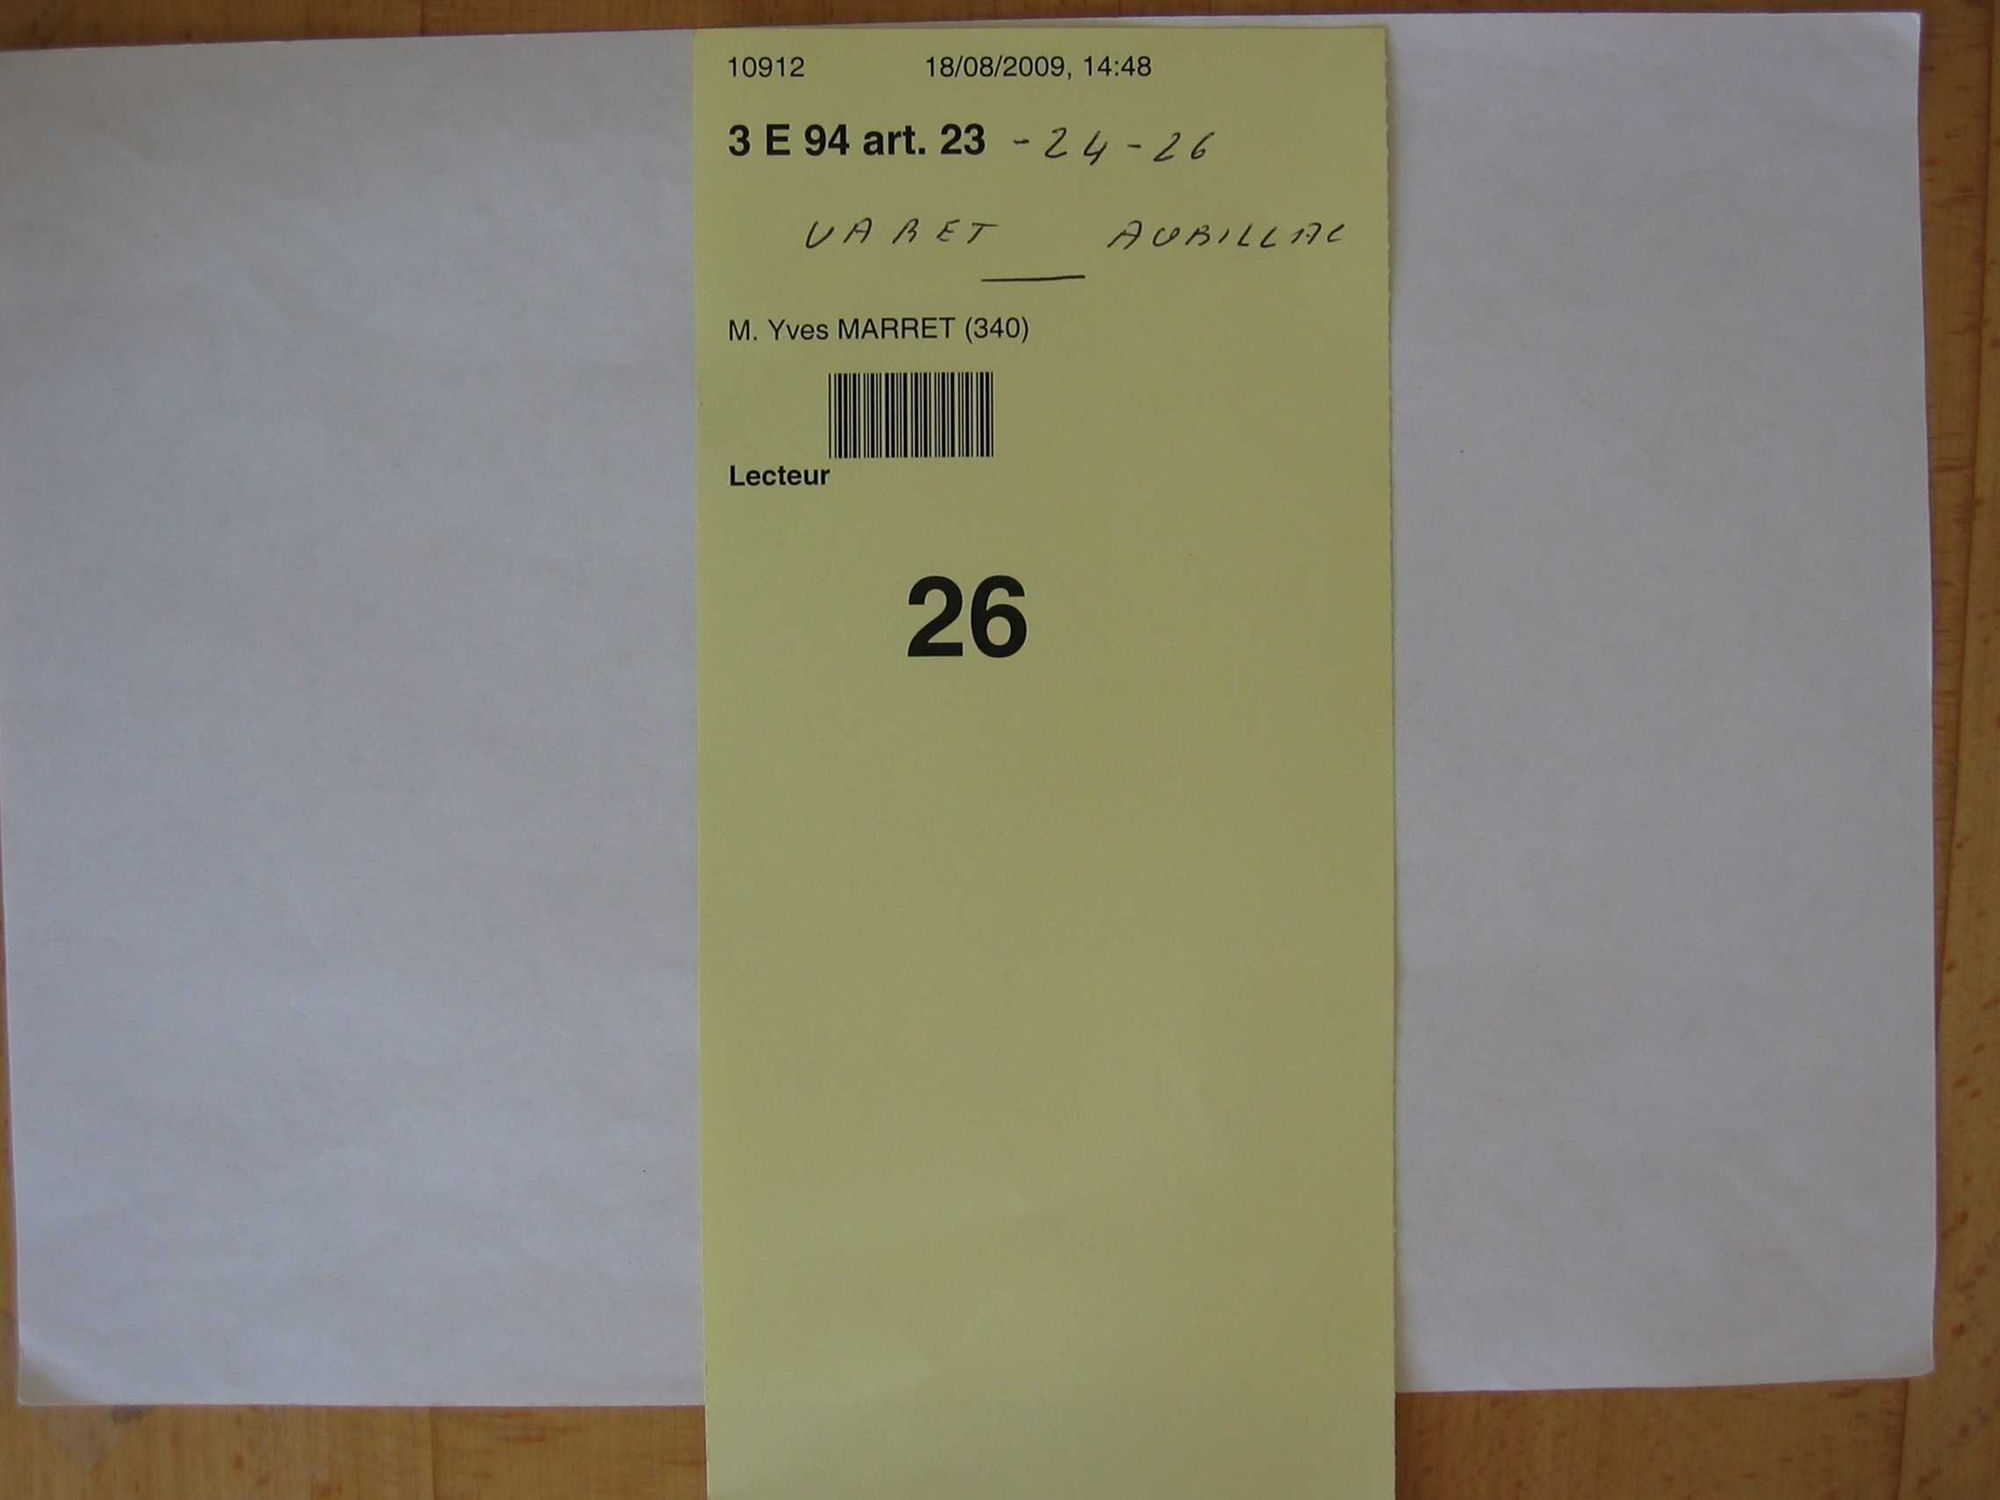 10912 18/08/2009, 14:48
3 E 94 art. 23 - 24 - 26
VARET AURILLAC
M. Yves MARRET (340)
Lecteur
26